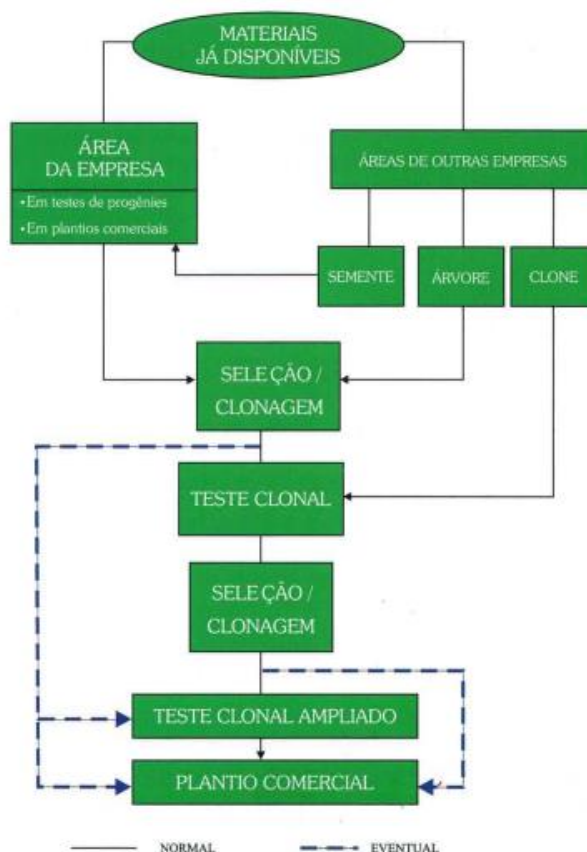 MATERIAIS
JÁ DISPONÍVEIS
ÁREA
DA EMPRESA
•Em testes de progênies
•Em plantios comerciais
ÁREAS DE OUTRAS EMPRESAS
SEMENTE
ÁRVORE
CLONE
SELEÇÃO /
CLONAGEM
TESTE CLONAL
SELEÇÃO /
CLONAGEM
TESTE CLONAL AMPLIADO
PLANTIO COMERCIAL
NORMAL
EVENTUAL